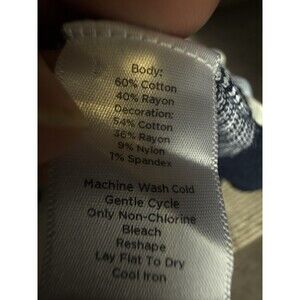 Body:
60% Cotton
40% Rayon
Decoration:
54% Cotton
36% Rayon
9% Nylon
1% Spandex
Machine Wash Cold
Gentle Cycle
Only Non-Chlorine
Bleach
Reshape
Lay Flat To Dry
Cool Iron